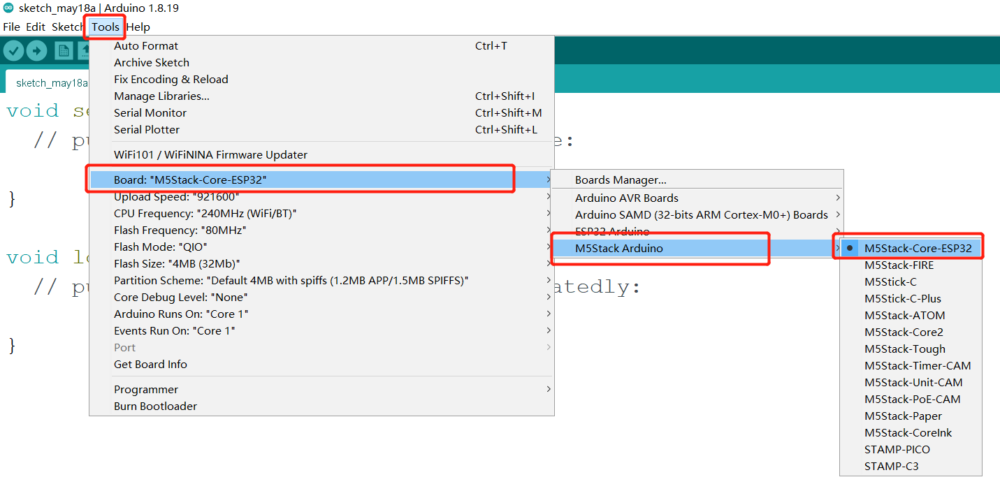 sketch_may18a | Arduino 1.8.19
File Edit Sketch Tools Help
sketch_may18a
void
//
e:
}
void
//
atedly:
}
Auto Format Ctrl+T
Archive Sketch
Fix Encoding & Reload
Manage Libraries... Ctrl+Shift+I
Serial Monitor Ctrl+Shift+M
Serial Plotter Ctrl+Shift+L
WiFi101 / WiFiNINA Firmware Updater
Board: "M5Stack-Core-ESP32"
Upload Speed: "921600"
CPU Frequency: "240MHz (WiFi/BT)"
Flash Frequency: "80MHz"
Flash Mode: "QIO"
Flash Size: "4MB (32Mb)"
Partition Scheme: "Default 4MB with spiffs (1.2MB APP/1.5MB SPIFFS)"
Core Debug Level: "None"
Arduino Runs On: "Core 1"
Events Run On: "Core 1"
Port
Get Board Info
Programmer
Burn Bootloader
Boards Manager...
Arduino AVR Boards
Arduino SAMD (32-bits ARM Cortex-M0+) Boards
ESP32 Arduino
M5Stack Arduino
M5Stack-Core-ESP32
M5Stack-FIRE
M5Stick-C
M5Stick-C-Plus
M5Stack-ATOM
M5Stack-Core2
M5Stack-Tough
M5Stack-Timer-CAM
M5Stack-Unit-CAM
M5Stack-PoE-CAM
M5Stack-Paper
M5Stack-CoreInk
STAMP-PICO
STAMP-C3